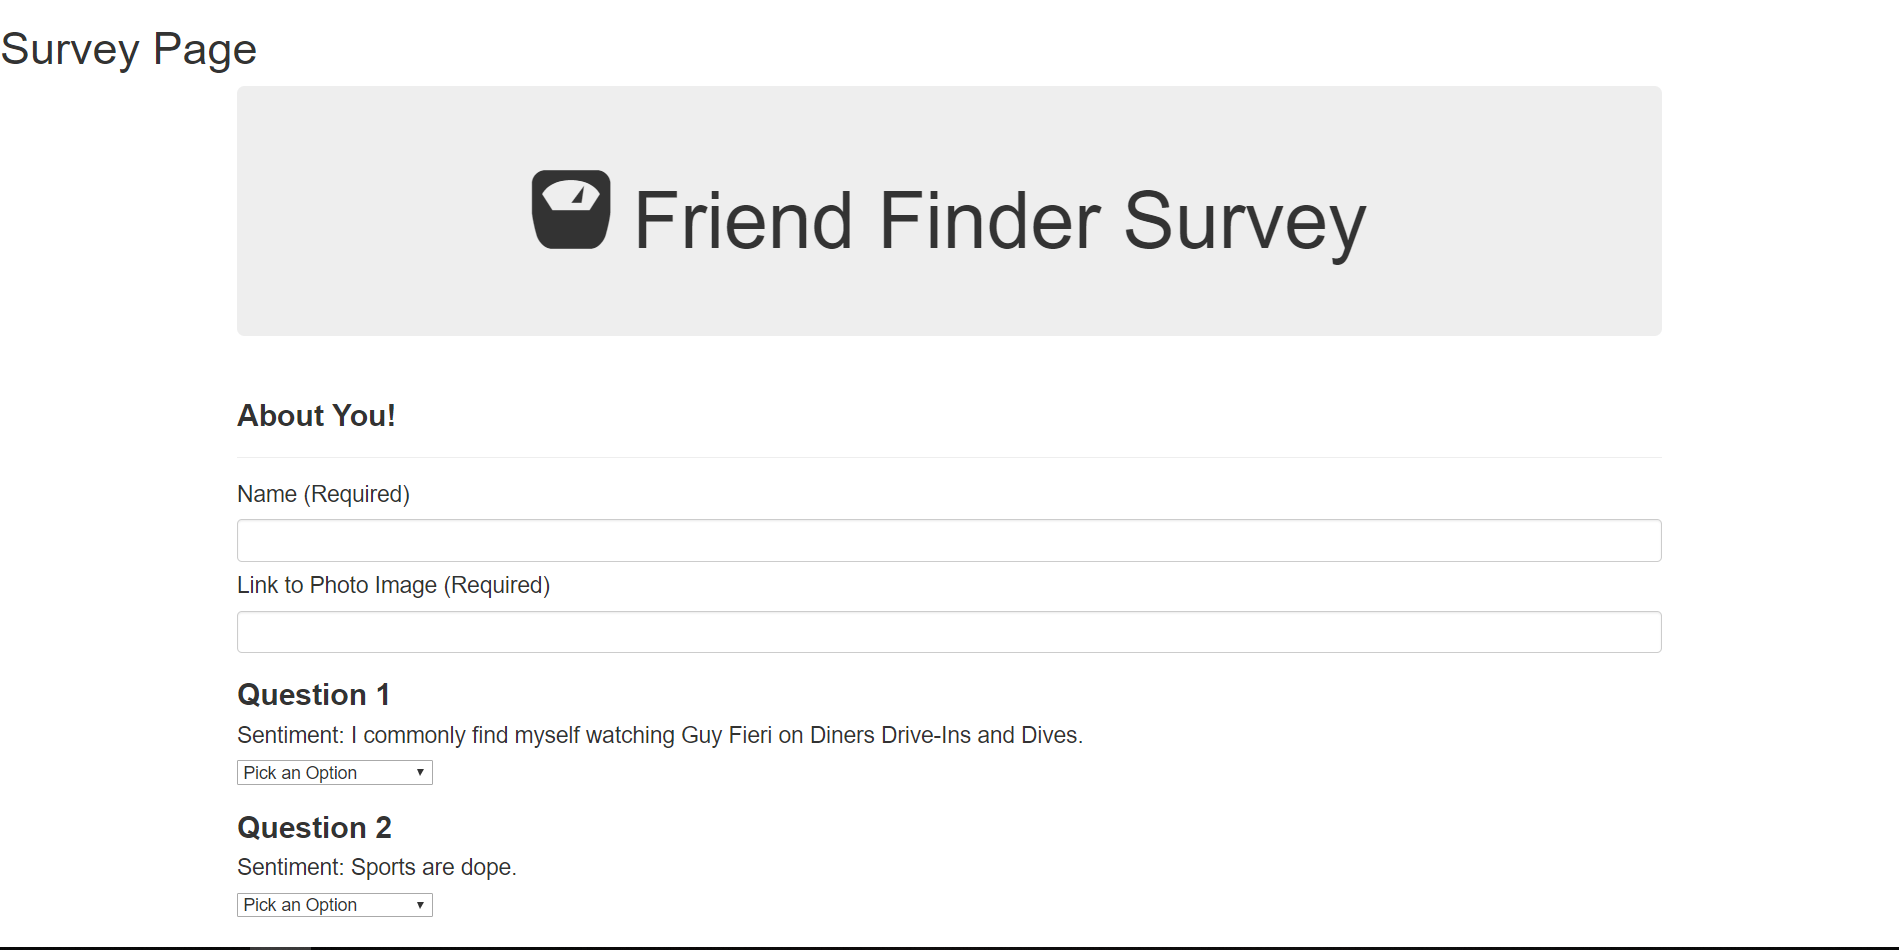 Survey Page
Friend Finder Survey
About You!
Name (Required)
Link to Photo Image (Required)
Question 1
Sentiment: I commonly find myself watching Guy Fieri on Diners Drive-Ins and Dives.
Pick an Option
Question 2
Sentiment: Sports are dope.
Pick an Option